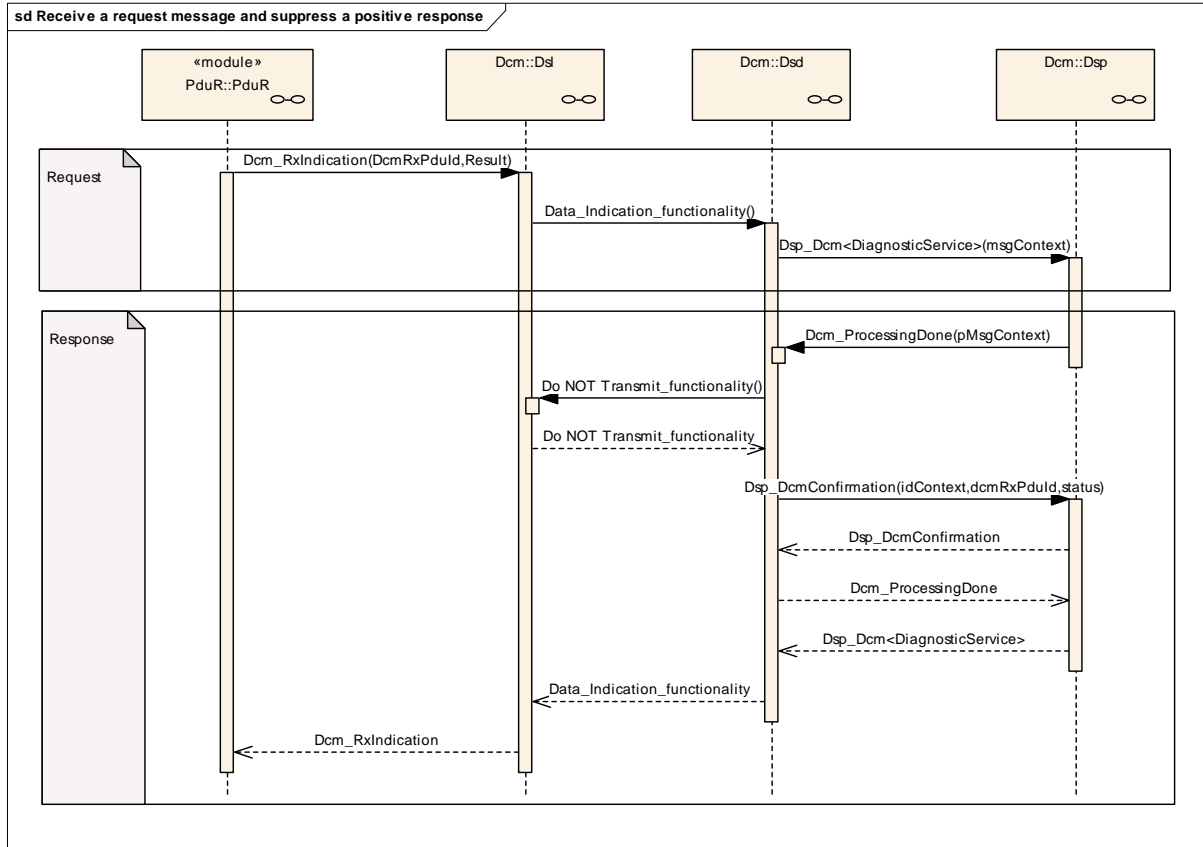 sd Receive a request message and suppress a positive response
«module»
PduR::PduR
Dcm::Dsl
Dcm::Dsd
Dcm::Dsp
Request
Dcm_RxIndication(DcmRxPduId,Result)
Data_Indication_functionality()
Dsp_Dcm<DiagnosticService>(msgContext)
Response
Dcm_ProcessingDone(pMsgContext)
Do NOT Transmit_functionality()
Do NOT Transmit_functionality
Dsp_DcmConfirmation(idContext,dcmRxPduId,status)
Dsp_DcmConfirmation
Dcm_ProcessingDone
Dsp_Dcm<DiagnosticService>
Data_Indication_functionality
Dcm_RxIndication